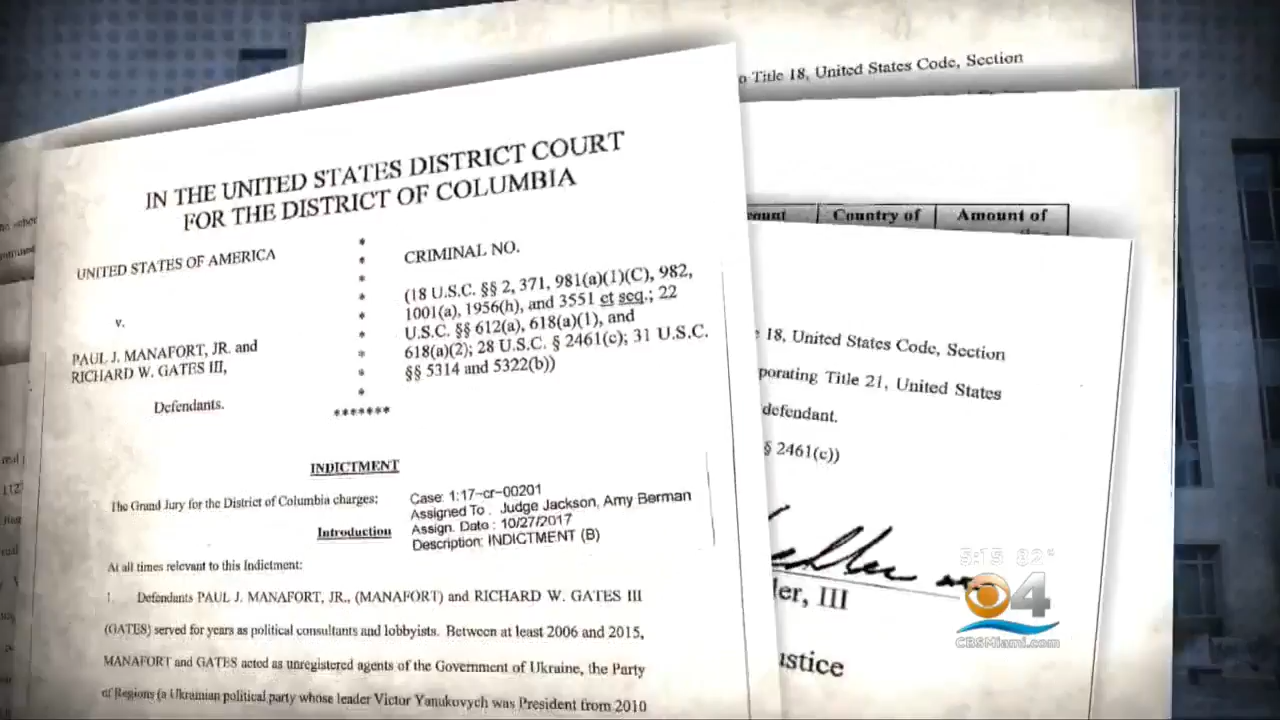 IN THE UNITED STATES DISTRICT COURT
FOR THE DISTRICT OF COLUMBIA
UNITED STATES OF AMERICA
v.
PAUL J. MANAFORT, JR. and
RICHARD W. GATES III,
Defendants.
*
*
*
*
*
*
*
*
*
*******
CRIMINAL NO.
(18 U.S.C. §§ 2, 371, 981(a)(1)(C), 982,
1001(a), 1956(h), and 3551 et seq.; 22
U.S.C. §§ 612(a), 618(a)(1), and
618(a)(2); 28 U.S.C. § 2461(c); 31 U.S.C.
§§ 5314 and 5322(b))
INDICTMENT
The Grand Jury for the District of Columbia charges:
Case: 1:17-cr-00201
Assigned To : Judge Jackson, Amy Berman
Assign. Date : 10/27/2017
Description: INDICTMENT (B)
Introduction
At all times relevant to this Indictment:
1. Defendants PAUL J. MANAFORT, JR., (MANAFORT) and RICHARD W. GATES III
(GATES) served for years as political consultants and lobbyists. Between at least 2006 and 2015,
MANAFORT and GATES acted as unregistered agents of the Government of Ukraine, the Party
of Regions (a Ukrainian political party whose leader Victor Yanukovych was President from 2010
o Title 18, United States Code, Section
Country of
Amount of
18, United States Code, Section
porating Title 21, United States
defendant.
§ 2461(c))
er, III
ustice
5:15 82°
4
CBSMiami.com